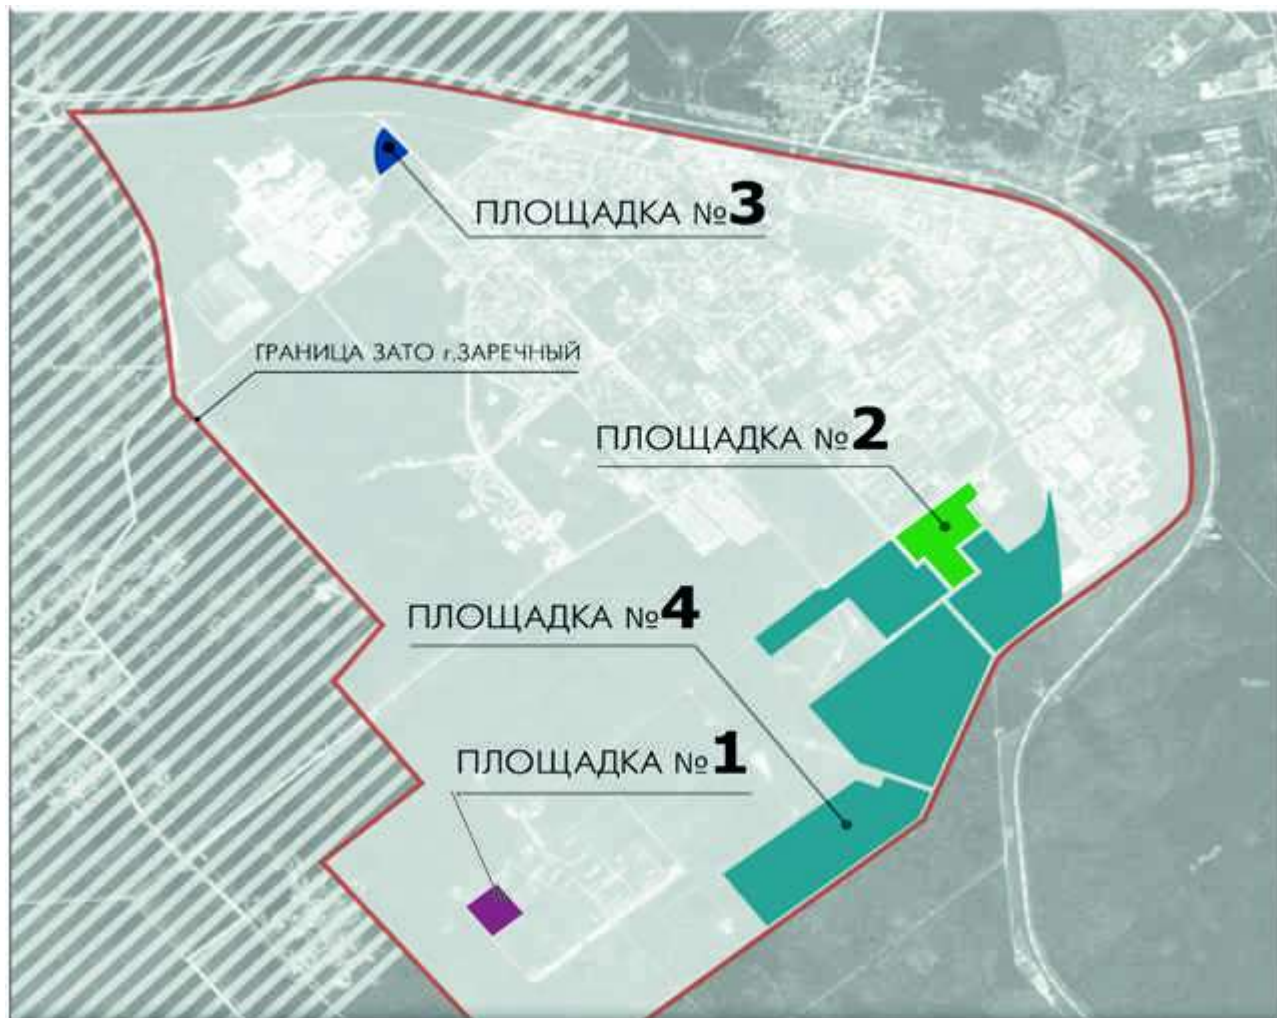 ПЛОЩАДКА №3
ГРАНИЦА ЗАТО г.ЗАРЕЧНЫЙ
ПЛОЩАДКА №2
ПЛОЩАДКА №4
ПЛОЩАДКА №1